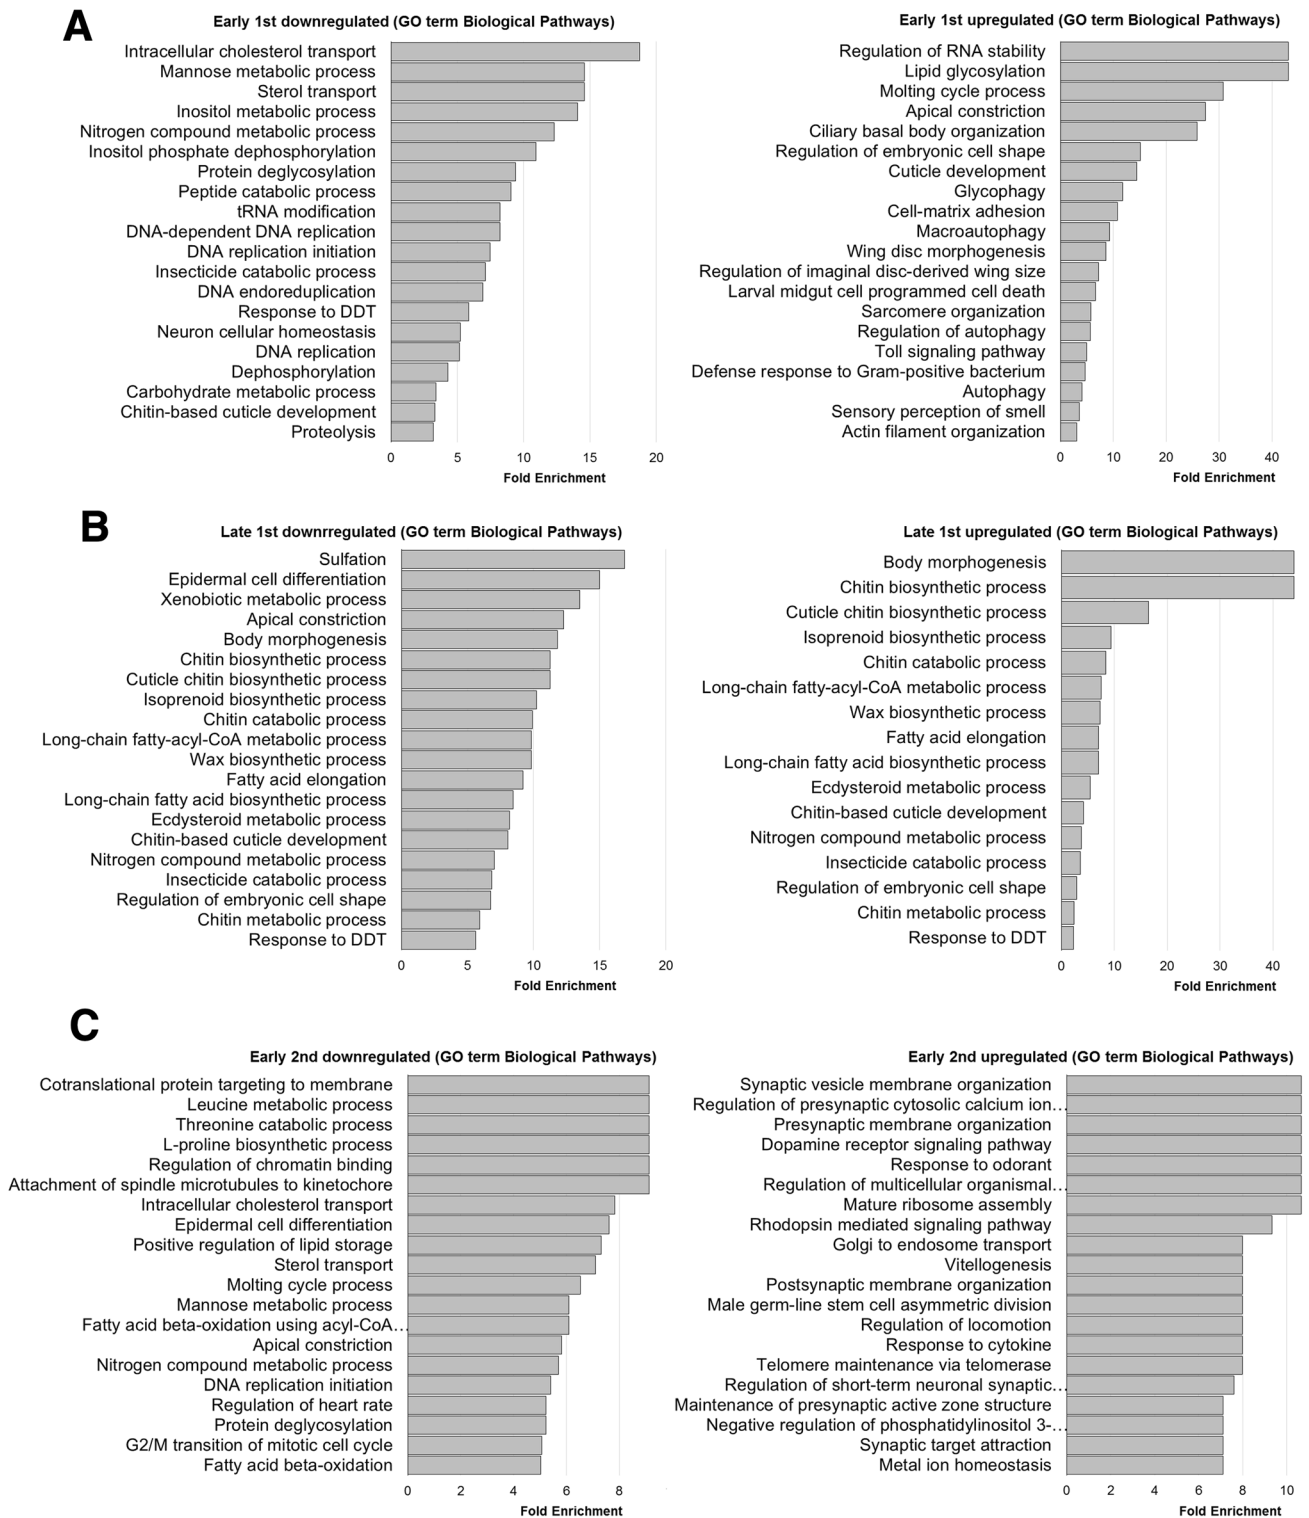 A
Early 1st downregulated (GO term Biological Pathways)
Intracellular cholesterol transport
Mannose metabolic process
Sterol transport
Inositol metabolic process
Nitrogen compound metabolic process
Inositol phosphate dephosphorylation
Protein deglycosylation
Peptide catabolic process
tRNA modification
DNA-dependent DNA replication
DNA replication initiation
Insecticide catabolic process
DNA endoreduplication
Response to DDT
Neuron cellular homeostasis
DNA replication
Dephosphorylation
Carbohydrate metabolic process
Chitin-based cuticle development
Proteolysis
0 5 10 15 20
Fold Enrichment
Early 1st upregulated (GO term Biological Pathways)
Regulation of RNA stability
Lipid glycosylation
Molting cycle process
Apical constriction
Ciliary basal body organization
Regulation of embryonic cell shape
Cuticle development
Glycophagy
Cell-matrix adhesion
Macroautophagy
Wing disc morphogenesis
Regulation of imaginal disc-derived wing size
Larval midgut cell programmed cell death
Sarcomere organization
Regulation of autophagy
Toll signaling pathway
Defense response to Gram-positive bacterium
Autophagy
Sensory perception of smell
Actin filament organization
0 10 20 30 40
Fold Enrichment
B
Late 1st downrregulated (GO term Biological Pathways)
Sulfation
Epidermal cell differentiation
Xenobiotic metabolic process
Apical constriction
Body morphogenesis
Chitin biosynthetic process
Cuticle chitin biosynthetic process
Isoprenoid biosynthetic process
Chitin catabolic process
Long-chain fatty-acyl-CoA metabolic process
Wax biosynthetic process
Fatty acid elongation
Long-chain fatty acid biosynthetic process
Ecdysteroid metabolic process
Chitin-based cuticle development
Nitrogen compound metabolic process
Insecticide catabolic process
Regulation of embryonic cell shape
Chitin metabolic process
Response to DDT
0 5 10 15 20
Fold Enrichment
Late 1st upregulated (GO term Biological Pathways)
Body morphogenesis
Chitin biosynthetic process
Cuticle chitin biosynthetic process
Isoprenoid biosynthetic process
Chitin catabolic process
Long-chain fatty-acyl-CoA metabolic process
Wax biosynthetic process
Fatty acid elongation
Long-chain fatty acid biosynthetic process
Ecdysteroid metabolic process
Chitin-based cuticle development
Nitrogen compound metabolic process
Insecticide catabolic process
Regulation of embryonic cell shape
Chitin metabolic process
Response to DDT
0 10 20 30 40
Fold Enrichment
C
Early 2nd downregulated (GO term Biological Pathways)
Cotranslational protein targeting to membrane
Leucine metabolic process
Threonine catabolic process
L-proline biosynthetic process
Regulation of chromatin binding
Attachment of spindle microtubules to kinetochore
Intracellular cholesterol transport
Epidermal cell differentiation
Positive regulation of lipid storage
Sterol transport
Molting cycle process
Mannose metabolic process
Fatty acid beta-oxidation using acyl-CoA…
Apical constriction
Nitrogen compound metabolic process
DNA replication initiation
Regulation of heart rate
Protein deglycosylation
G2/M transition of mitotic cell cycle
Fatty acid beta-oxidation
0 2 4 6 8
Fold Enrichment
Early 2nd upregulated (GO term Biological Pathways)
Synaptic vesicle membrane organization
Regulation of presynaptic cytosolic calcium ion…
Presynaptic membrane organization
Dopamine receptor signaling pathway
Response to odorant
Regulation of multicellular organismal…
Mature ribosome assembly
Rhodopsin mediated signaling pathway
Golgi to endosome transport
Vitellogenesis
Postsynaptic membrane organization
Male germ-line stem cell asymmetric division
Regulation of locomotion
Response to cytokine
Telomere maintenance via telomerase
Regulation of short-term neuronal synaptic…
Maintenance of presynaptic active zone structure
Negative regulation of phosphatidylinositol 3-…
Synaptic target attraction
Metal ion homeostasis
0 2 4 6 8 10
Fold Enrichment